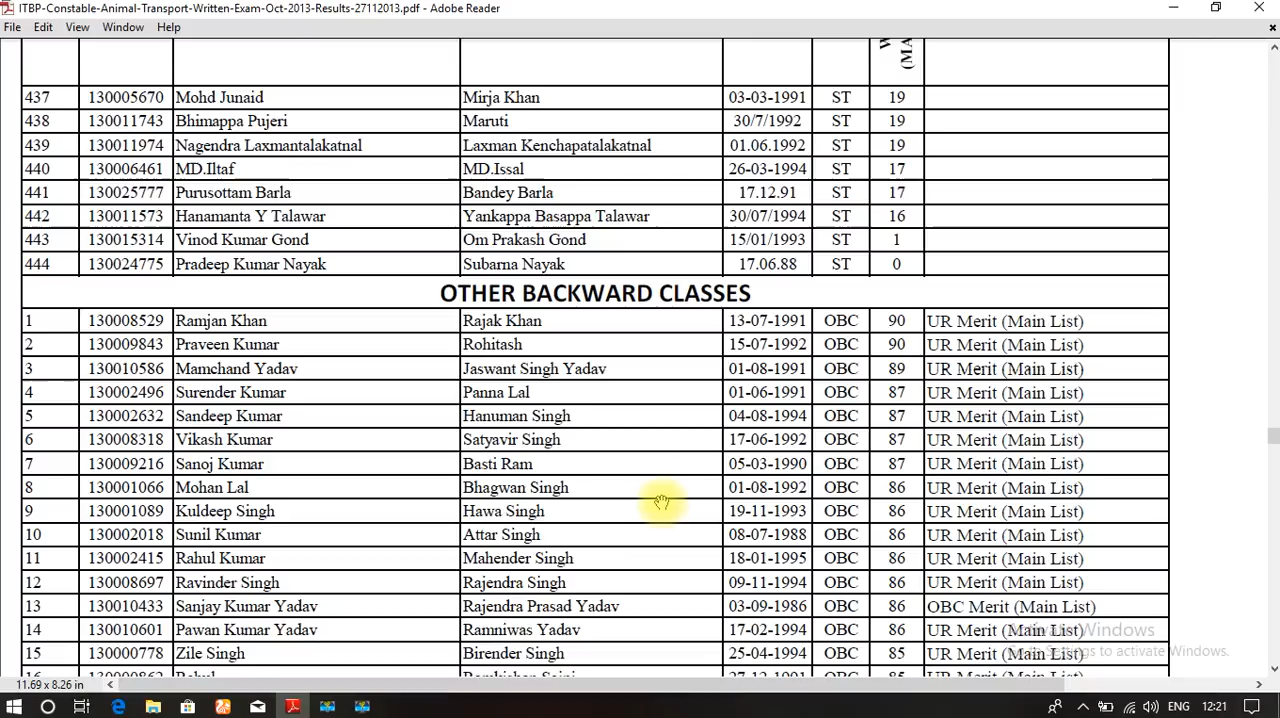 ITBP-Constable-Animal-Transport-Written-Exam-Oct-2013-Results-27112013.pdf - Adobe Reader
File Edit View Window Help
(MA
437 130005670 Mohd Junaid Mirja Khan 03-03-1991 ST 19
438 130011743 Bhimappa Pujeri Maruti 30/7/1992 ST 19
439 130011974 Nagendra Laxmantalakatnal Laxman Kenchapatalakatnal 01.06.1992 ST 19
440 130006461 MD.Iltaf MD.Issal 26-03-1994 ST 17
441 130025777 Purusottam Barla Bandey Barla 17.12.91 ST 17
442 130011573 Hanamanta Y Talawar Yankappa Basappa Talawar 30/07/1994 ST 16
443 130015314 Vinod Kumar Gond Om Prakash Gond 15/01/1993 ST 1
444 130024775 Pradeep Kumar Nayak Subarna Nayak 17.06.88 ST 0
OTHER BACKWARD CLASSES
1 130008529 Ramjan Khan Rajak Khan 13-07-1991 OBC 90 UR Merit (Main List)
2 130009843 Praveen Kumar Rohitash 15-07-1992 OBC 90 UR Merit (Main List)
3 130010586 Mamchand Yadav Jaswant Singh Yadav 01-08-1991 OBC 89 UR Merit (Main List)
4 130002496 Surender Kumar Panna Lal 01-06-1991 OBC 87 UR Merit (Main List)
5 130002632 Sandeep Kumar Hanuman Singh 04-08-1994 OBC 87 UR Merit (Main List)
6 130008318 Vikash Kumar Satyavir Singh 17-06-1992 OBC 87 UR Merit (Main List)
7 130009216 Sanoj Kumar Basti Ram 05-03-1990 OBC 87 UR Merit (Main List)
8 130001066 Mohan Lal Bhagwan Singh 01-08-1992 OBC 86 UR Merit (Main List)
9 130001089 Kuldeep Singh Hawa Singh 19-11-1993 OBC 86 UR Merit (Main List)
10 130002018 Sunil Kumar Attar Singh 08-07-1988 OBC 86 UR Merit (Main List)
11 130002415 Rahul Kumar Mahender Singh 18-01-1995 OBC 86 UR Merit (Main List)
12 130008697 Ravinder Singh Rajendra Singh 09-11-1994 OBC 86 UR Merit (Main List)
13 130010433 Sanjay Kumar Yadav Rajendra Prasad Yadav 03-09-1986 OBC 86 OBC Merit (Main List)
14 130010601 Pawan Kumar Yadav Ramniwas Yadav 17-02-1994 OBC 86 UR Merit (Main List)
Activate Windows
15 130000778 Zile Singh Birender Singh 25-04-1994 OBC 85 UR Merit (Main List)
Go to Settings to activate Windows.
11.69 x 8.26 in
ENG 12:21